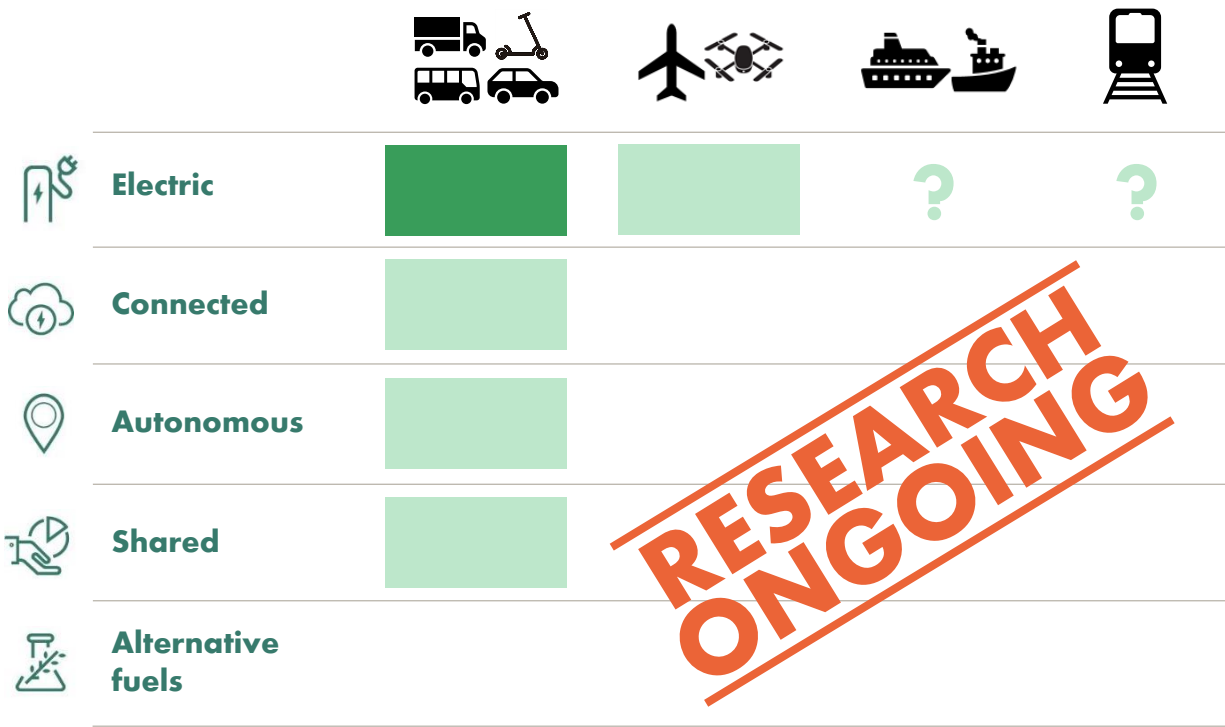 Electric
?
?
Connected
Autonomous
Shared
Alternative
fuels
RESEARCH
ONGOING